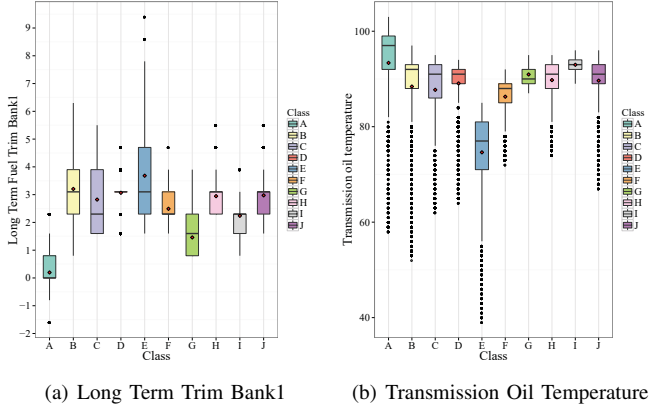 Long Term Fuel Trim Bank1
9
8
7
6
5
4
3
2
1
0
−1
−2
A B C D E F G H I J
Class
Class
A
B
C
D
E
F
G
H
I
J
(a) Long Term Trim Bank1
Transmission oil temperature
100
80
60
40
A B C D E F G H I J
Class
Class
A
B
C
D
E
F
G
H
I
J
(b) Transmission Oil Temperature